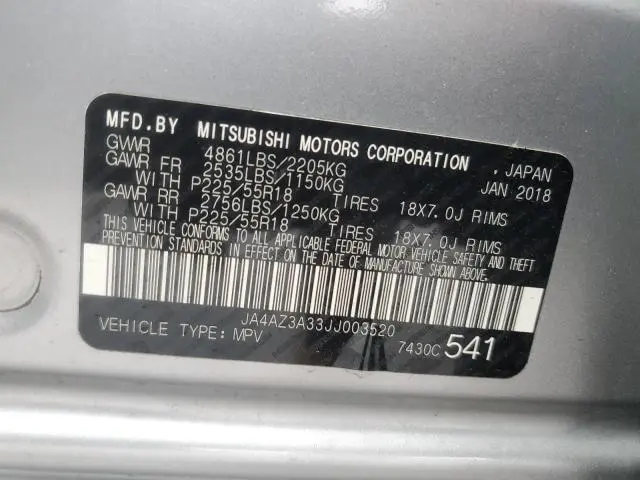 MFD.BY MITSUBISHI MOTORS CORPORATION , JAPAN
GVWR 4861LBS/2205KG JAN 2018
GAWR FR 2535LBS/1150KG
WITH P225/55R18 TIRES 18X7.0J RIMS
GAWR RR 2756LBS/1250KG
WITH P225/55R18 TIRES 18X7.0J RIMS
THIS VEHICLE CONFORMS TO ALL APPLICABLE FEDERAL MOTOR VEHICLE SAFETY AND THEFT
PREVENTION STANDARDS IN EFFECT ON THE DATE OF MANUFACTURE SHOWN ABOVE.
JA4AZ3A33JJ003520
VEHICLE TYPE: MPV 7430C 541